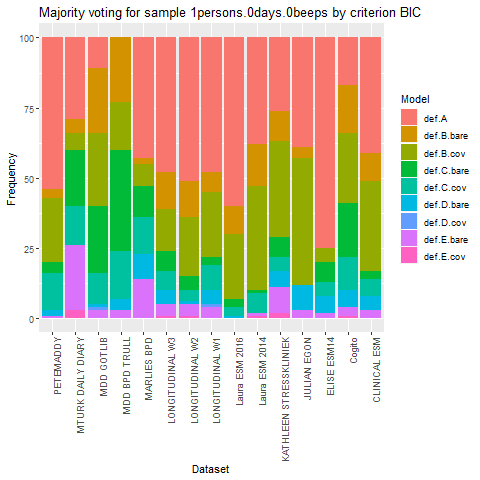 Majority voting for sample 1persons.0days.0beeps by criterion BIC
Frequency
100
75
50
25
0
PETEMADDY
MTURK DAILY DIARY
MDD GOTLIB
MDD BPD TRULL
MARLIES BPD
LONGITUDINAL W3
LONGITUDINAL W2
LONGITUDINAL W1
Laura ESM 2016
Laura ESM 2014
KATHLEEN STRESSKLINIEK
JULIAN EGON
ELISE ESM14
Cogito
CLINICAL ESM
Dataset
Model
def.A
def.B.bare
def.B.cov
def.C.bare
def.C.cov
def.D.bare
def.D.cov
def.E.bare
def.E.cov